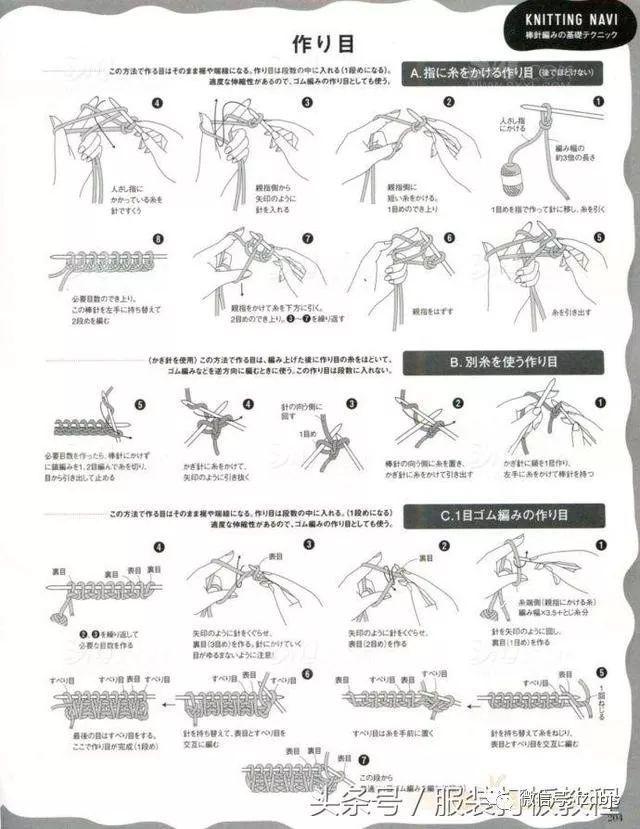 KNITTING NAVI
棒針編みの基礎テクニック
作り目
この方法で作る目はそのまま裾や端線になる。作り目は段数の中に入れる（1段めになる）。
適度な伸縮性があるので、ゴム編みの作り目としても使う。
A.指に糸をかける作り目（後でほどけない）
1
人さし指
にかける
編み幅の
約3倍の長さ
1目めを指で作って針に移し、糸を引く
2
親指側に
短い糸をかける。
1目めのでき上り
3
親指側から
矢印のように
針を入れる
4
人さし指に
かかっている糸を
針ですくう
5
糸を引き出す
6
親指をはずす
7
親指をかけて糸を下方に引く。
2目めのでき上り。3～7を繰り返す
8
必要目数のでき上り。
この棒針を左手に持ち替えて
2段めを編む
（かぎ針を使用）この方法で作る目は、編み上げた後に作り目の糸をほどいて、
ゴム編みなどを逆方向に編むときに使う。この作り目は段数に入れない。
B.別糸を使う作り目
1
かぎ針に鎖を1目作り、
左手にかぎ針と棒針を持つ
2
棒針の向う側に糸を置き、
かぎ針に糸をかけて引き出す
3
針の向う側に
回す
1目め
4
かぎ針に糸をかけて、
矢印のように引き抜く
5
必要目数を作ったら、棒針にかけず
に鎖編みを1、2目編んで糸を切り、
目から引き出して止める
この方法で作る目はそのまま裾や端線になる。作り目は段数の中に入れる。（1段めになる）
適度な伸縮性があるので、ゴム編みの作り目としても使う。
C.1目ゴム編みの作り目
1
糸端側（親指にかける糸）
編み幅×3.5＋とじ糸分
針を矢印のように回し、
裏目（1目め）を作る
2
裏目
矢印のように針をくぐらせ、
表目（2目め）を作る
3
表目
矢印のように針をくぐらせ、
裏目（3目め）を作る。針にかけていく
目がゆるまないように注意！
4
裏目 表目 裏目
裏目
2、3を繰り返して
必要な目数を作る
5
1回ねじる
すべり目
表目
針を持ち替えて糸をねじり、
表目とすべり目を
交互に編む
すべり目 表目
すべり目
すべり目は糸を手前に置く
6
表目
すべり目 すべり目
針を持ち替えて、表目とすべり目を
交互に編む
すべり目 すべり目
最後の目はすべり目をする。
ここで作り目が完成（1段め）
7
表目 裏目 表目
この段から
头条号 / 服装打板教程
204